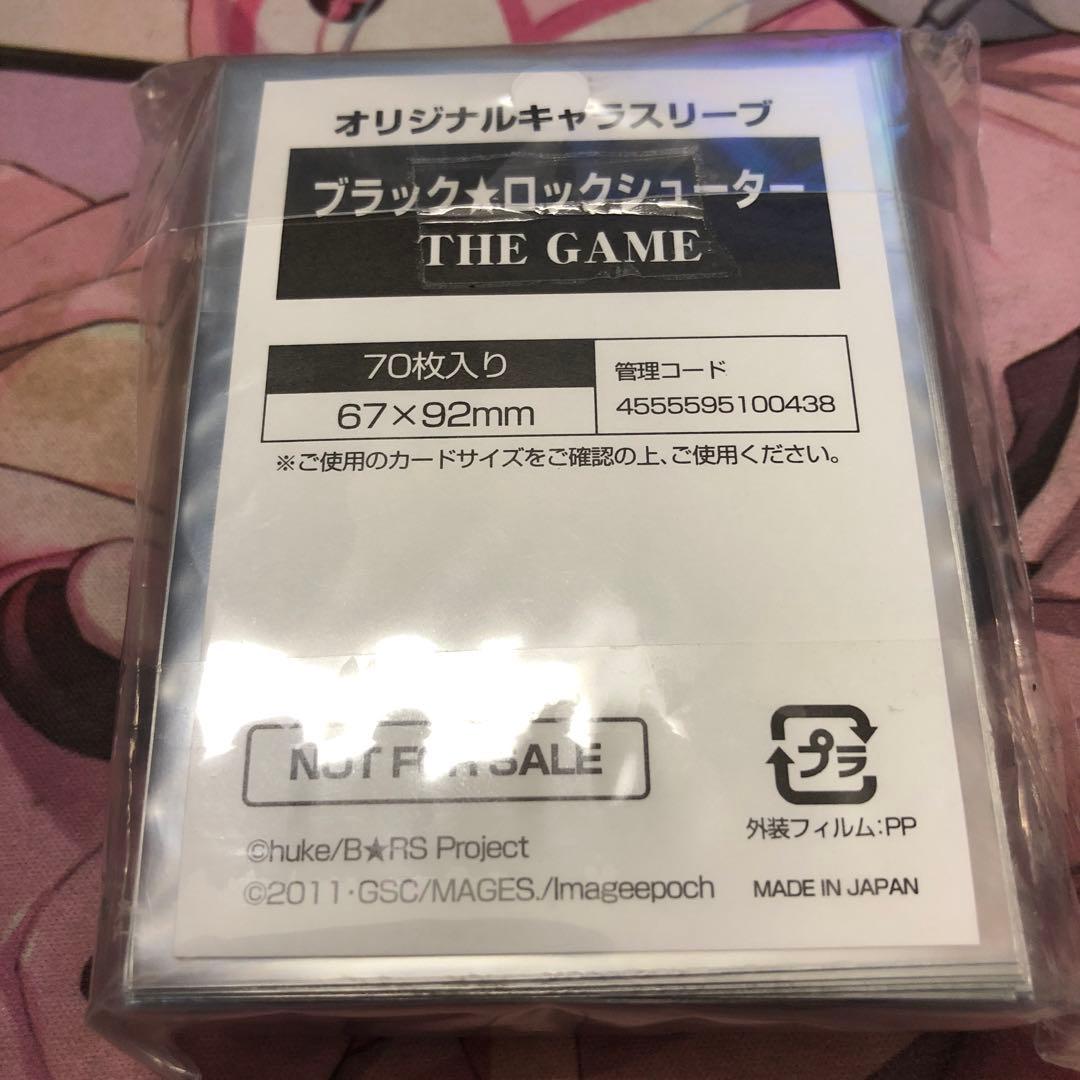 オリジナルキャラスリーブ
ブラック★ロックシューター
THE GAME
70枚入り
67×92mm
管理コード
4555595100438
※ご使用のカードサイズをご確認の上、ご使用ください。
NOT FOR SALE
プラ
外装フィルム:PP
©huke/B★RS Project
©2011・GSC/MAGES./Imageepoch
MADE IN JAPAN